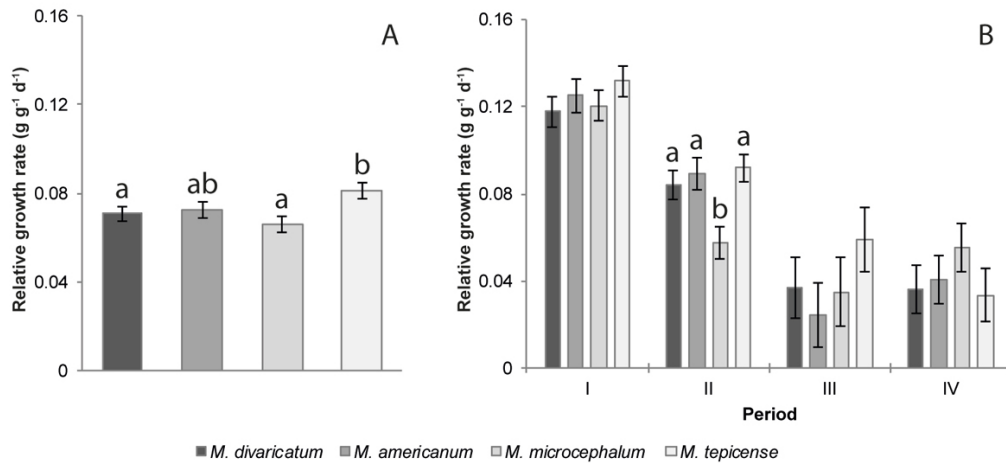 A
Relative growth rate (g g⁻¹ d⁻¹)
0.16
0.12
0.08
0.04
0
a
ab
a
b
B
Relative growth rate (g g⁻¹ d⁻¹)
0.16
0.12
0.08
0.04
0
a
a
b
a
I
II
III
IV
Period
M. divaricatum M. americanum M. microcephalum M. tepicense